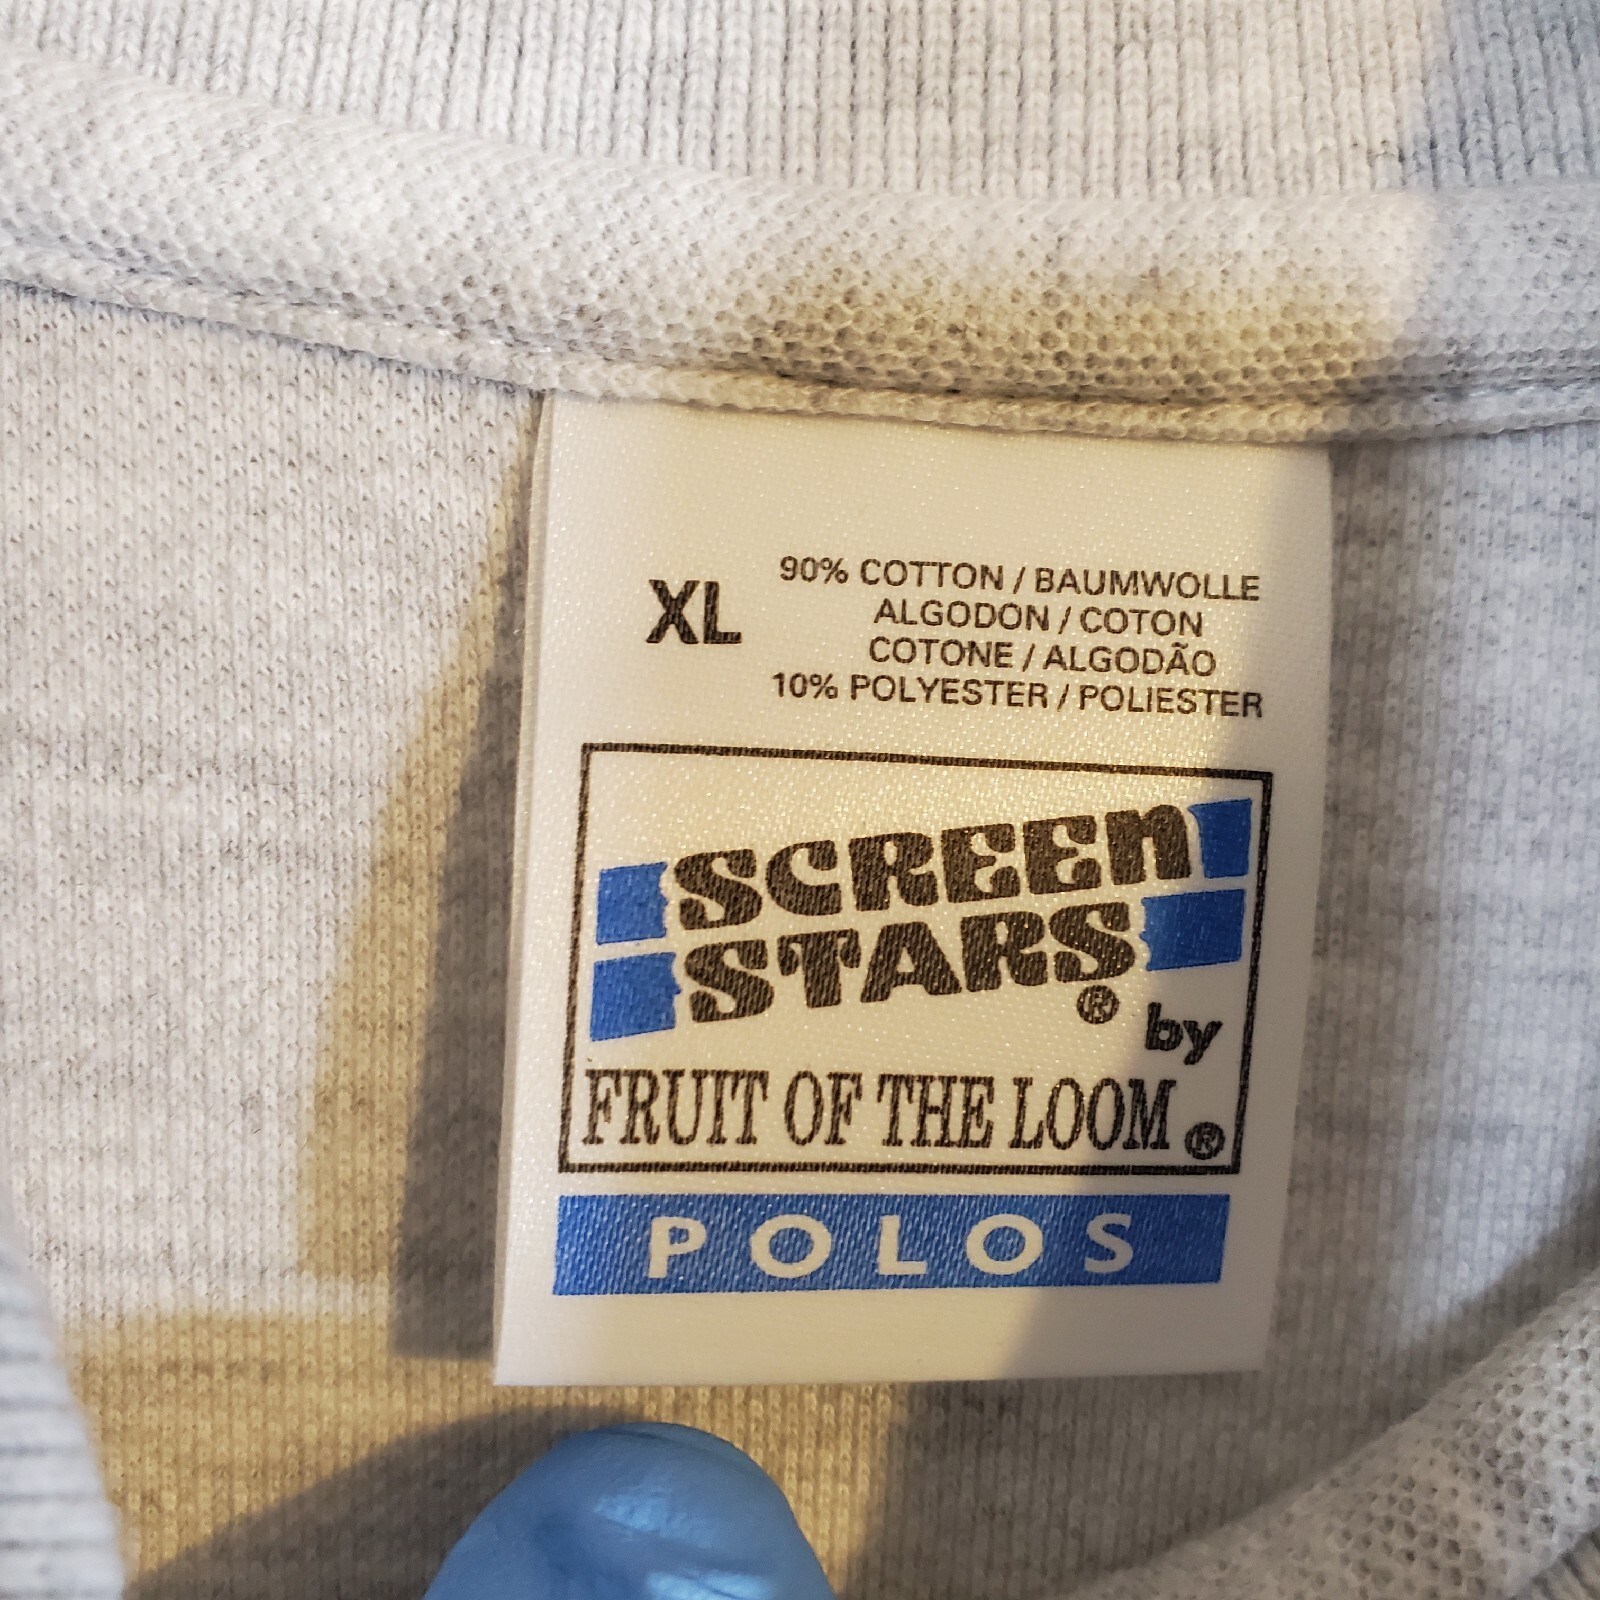 XL
90% COTTON / BAUMWOLLE
ALGODON / COTON
COTONE / ALGODÃO
10% POLYESTER / POLIESTER
SCREEN
STARS®
by
FRUIT OF THE LOOM®
POLOS